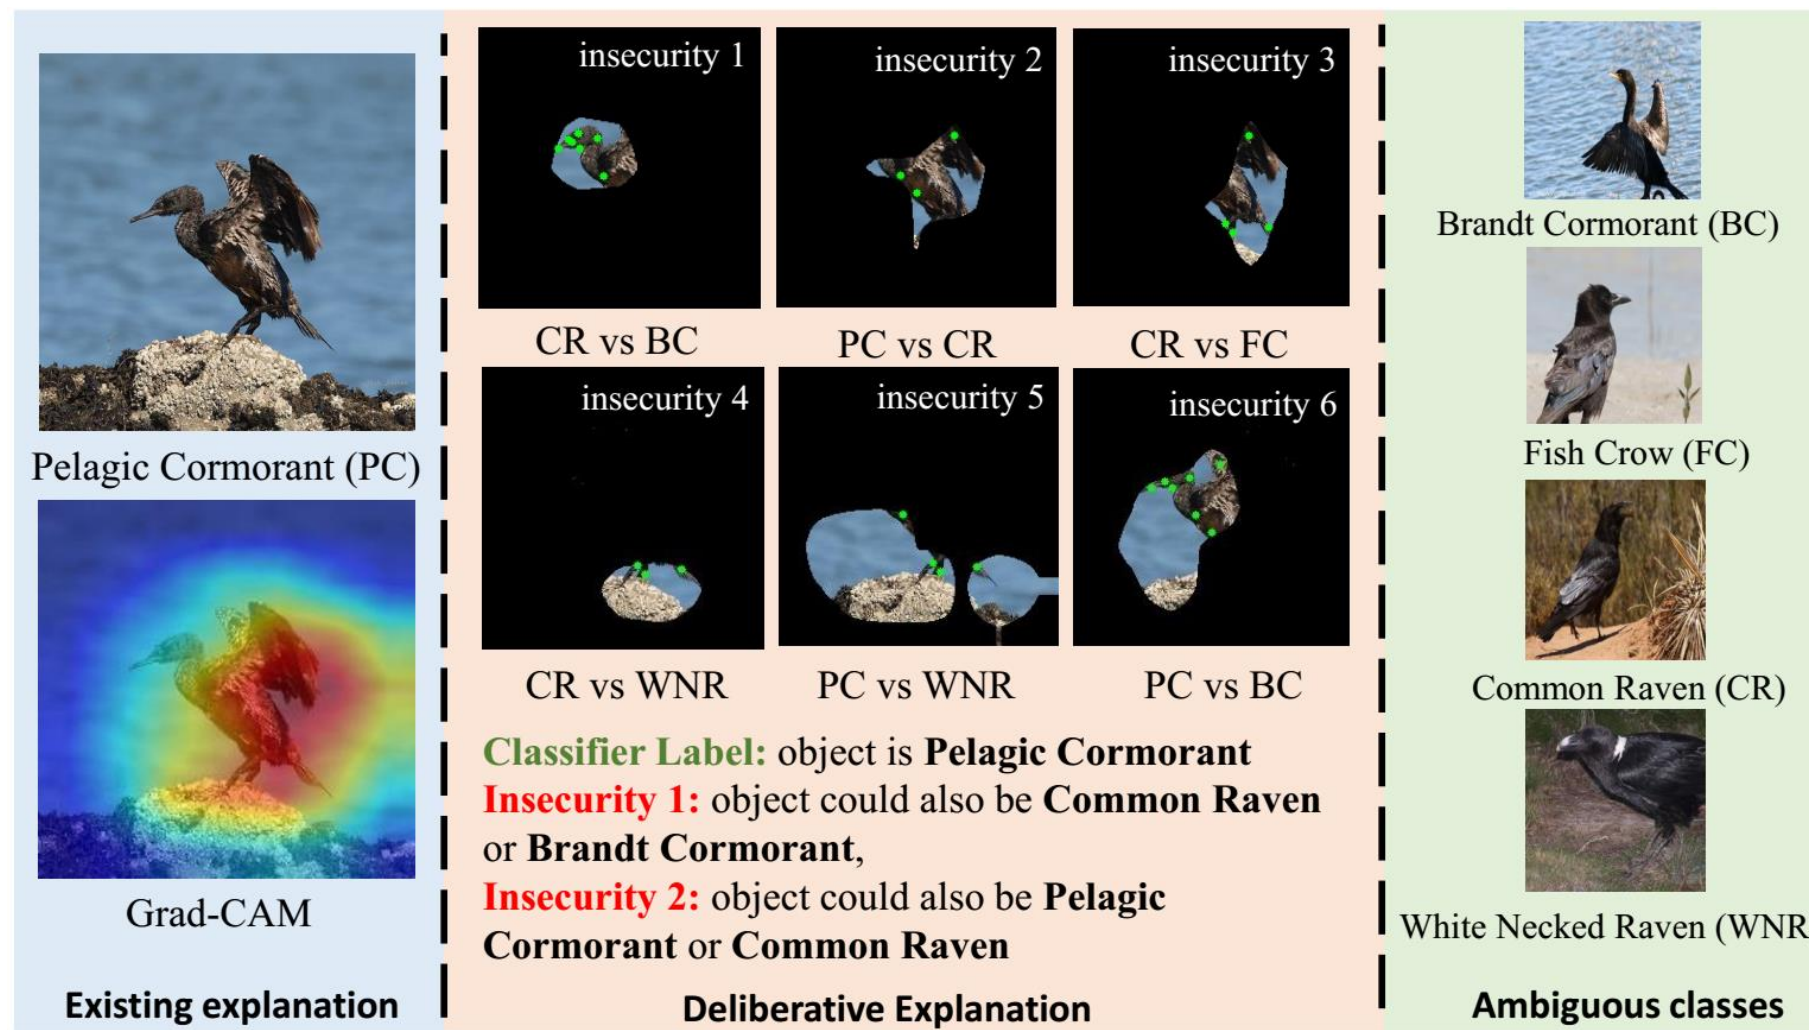 Pelagic Cormorant (PC)
Grad-CAM
Existing explanation
insecurity 1
insecurity 2
insecurity 3
CR vs BC
PC vs CR
CR vs FC
insecurity 4
insecurity 5
insecurity 6
CR vs WNR
PC vs WNR
PC vs BC
Classifier Label: object is Pelagic Cormorant
Insecurity 1: object could also be Common Raven
or Brandt Cormorant,
Insecurity 2: object could also be Pelagic
Cormorant or Common Raven
Deliberative Explanation
Brandt Cormorant (BC)
Fish Crow (FC)
Common Raven (CR)
White Necked Raven (WNR
Ambiguous classes